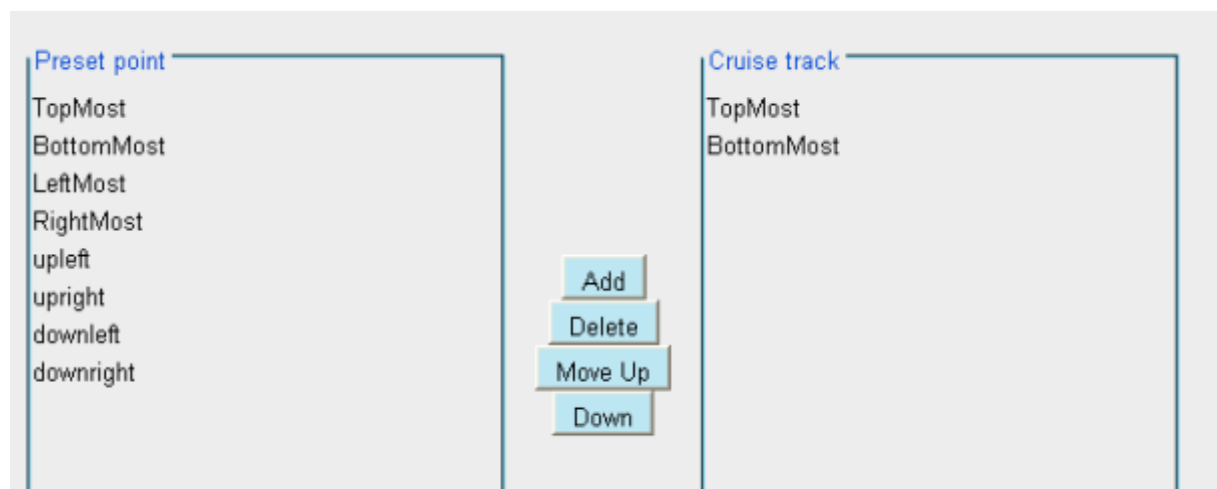 Preset point
TopMost
BottomMost
LeftMost
RightMost
upleft
upright
downleft
downright
Add
Delete
Move Up
Down
Cruise track
TopMost
BottomMost